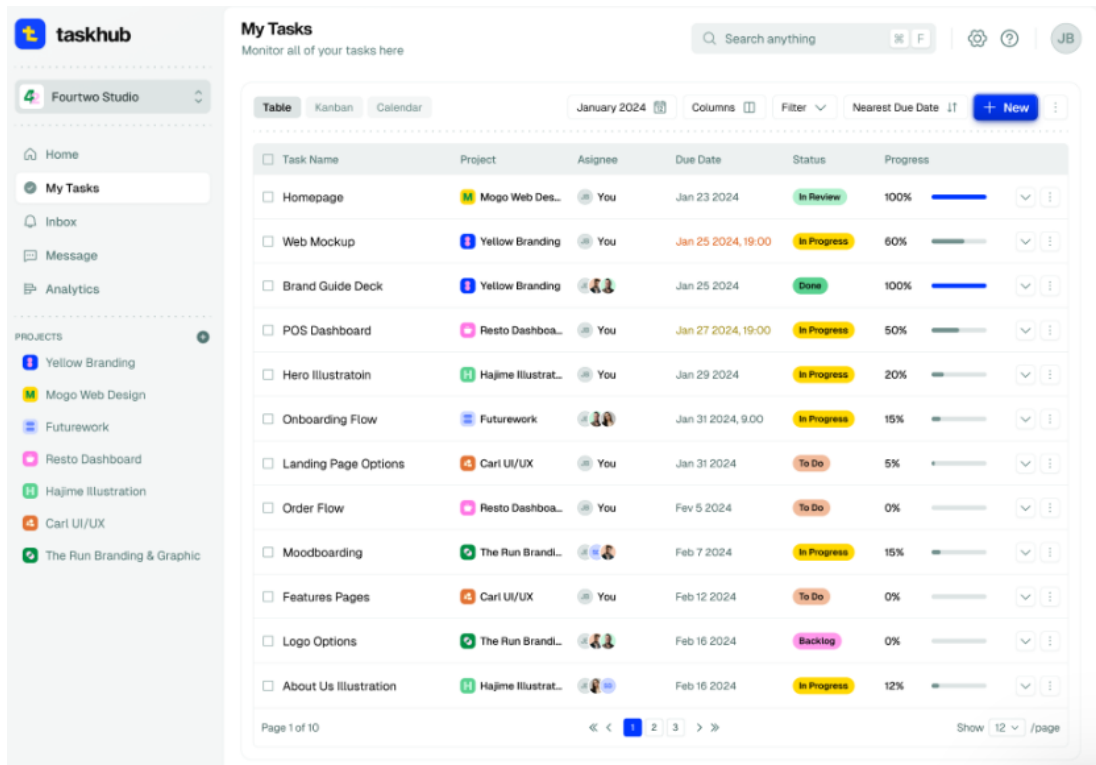 taskhub
Fourtwo Studio
Home
My Tasks
Inbox
Message
Analytics
PROJECTS
Yellow Branding
Mogo Web Design
Futurework
Resto Dashboard
Hajime Illustration
Carl UI/UX
The Run Branding & Graphic
My Tasks
Monitor all of your tasks here
Search anything ⌘ F
JB
Table Kanban Calendar January 2024 Columns Filter Nearest Due Date + New
Task Name Project Asignee Due Date Status Progress
Homepage M Mogo Web Des... JB You Jan 23 2024 In Review 100%
Web Mockup Yellow Branding JB You Jan 25 2024, 19:00 In Progress 60%
Brand Guide Deck Yellow Branding Jan 25 2024 Done 100%
POS Dashboard Resto Dashboa... JB You Jan 27 2024, 19:00 In Progress 50%
Hero Illustratoin H Hajime Illustrat... JB You Jan 29 2024 In Progress 20%
Onboarding Flow Futurework Jan 31 2024, 9.00 In Progress 15%
Landing Page Options Carl UI/UX JB You Jan 31 2024 To Do 5%
Order Flow Resto Dashboa... JB You Fev 5 2024 To Do 0%
Moodboarding The Run Brandi... Feb 7 2024 In Progress 15%
Features Pages Carl UI/UX JB You Feb 12 2024 To Do 0%
Logo Options The Run Brandi... Feb 16 2024 Backlog 0%
About Us Illustration H Hajime Illustrat... Feb 16 2024 In Progress 12%
Page 1 of 10 « < 1 2 3 > » Show 12 /page